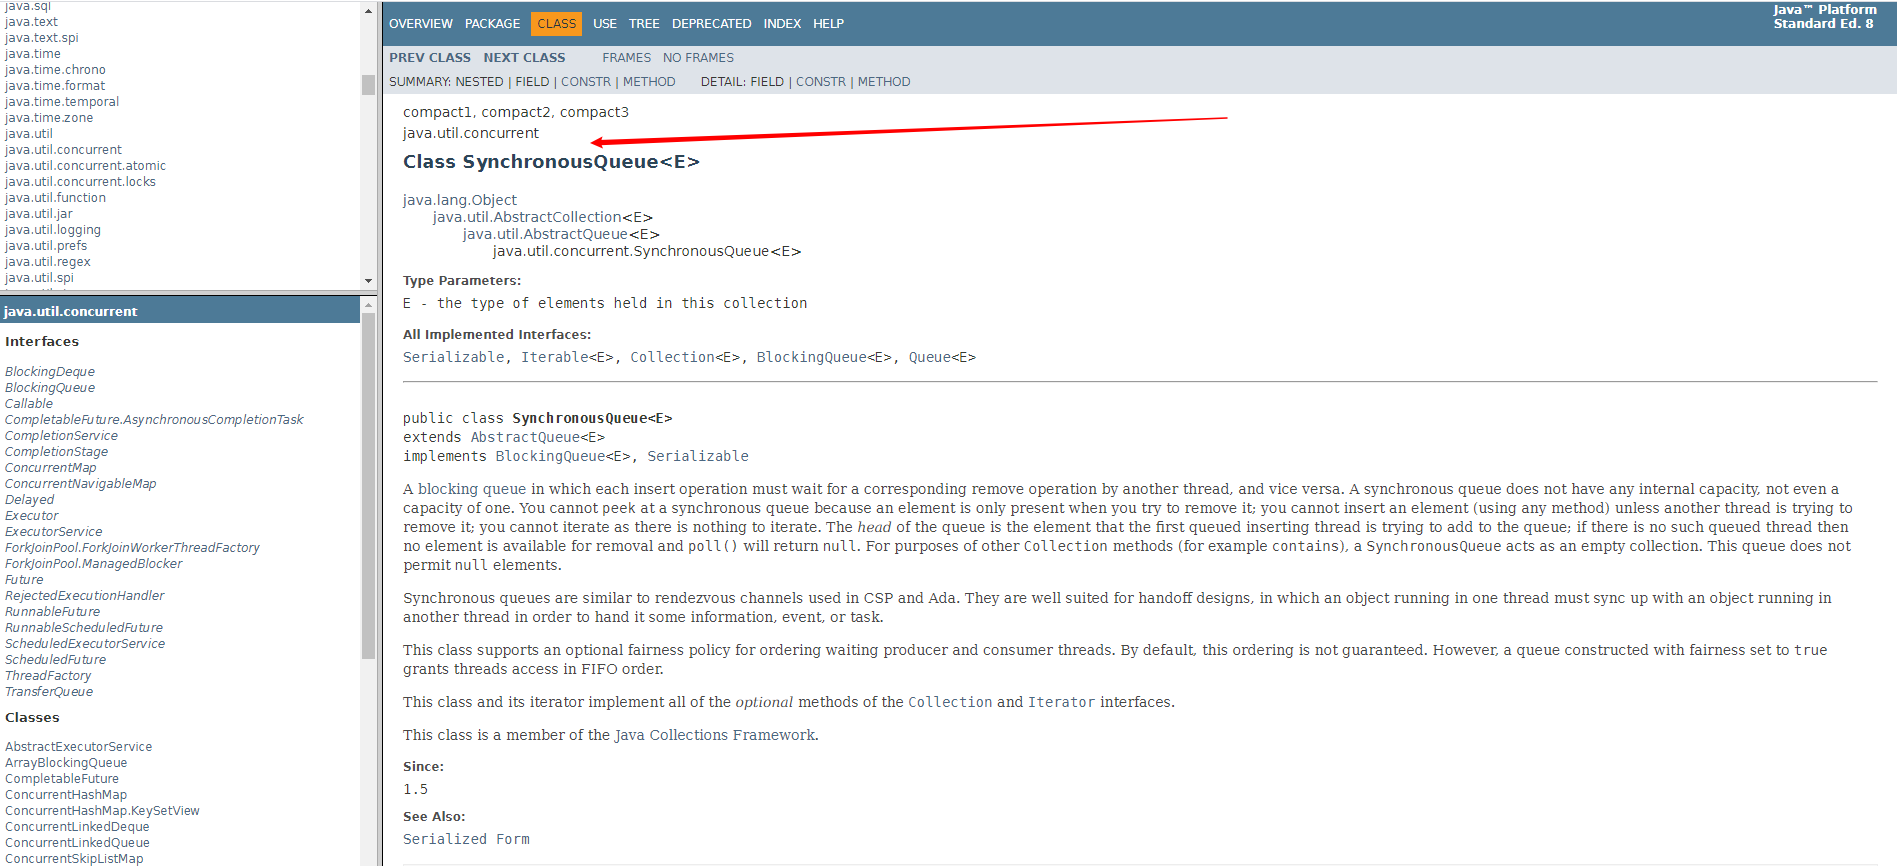 java.sql
java.text
java.text.spi
java.time
java.time.chrono
java.time.format
java.time.temporal
java.time.zone
java.util
java.util.concurrent
java.util.concurrent.atomic
java.util.concurrent.locks
java.util.function
java.util.jar
java.util.logging
java.util.prefs
java.util.regex
java.util.spi
java.util.concurrent
Interfaces
BlockingDeque
BlockingQueue
Callable
CompletableFuture.AsynchronousCompletionTask
CompletionService
CompletionStage
ConcurrentMap
ConcurrentNavigableMap
Delayed
Executor
ExecutorService
ForkJoinPool.ForkJoinWorkerThreadFactory
ForkJoinPool.ManagedBlocker
Future
RejectedExecutionHandler
RunnableFuture
RunnableScheduledFuture
ScheduledExecutorService
ScheduledFuture
ThreadFactory
TransferQueue
Classes
AbstractExecutorService
ArrayBlockingQueue
CompletableFuture
ConcurrentHashMap
ConcurrentHashMap.KeySetView
ConcurrentLinkedDeque
ConcurrentLinkedQueue
ConcurrentSkipListMap
OVERVIEW PACKAGE CLASS USE TREE DEPRECATED INDEX HELP
Java™ Platform
Standard Ed. 8
PREV CLASS NEXT CLASS FRAMES NO FRAMES
SUMMARY: NESTED | FIELD | CONSTR | METHOD DETAIL: FIELD | CONSTR | METHOD
compact1, compact2, compact3
java.util.concurrent
Class SynchronousQueue<E>
java.lang.Object
java.util.AbstractCollection<E>
java.util.AbstractQueue<E>
java.util.concurrent.SynchronousQueue<E>
Type Parameters:
E - the type of elements held in this collection
All Implemented Interfaces:
Serializable, Iterable<E>, Collection<E>, BlockingQueue<E>, Queue<E>
public class SynchronousQueue<E>
extends AbstractQueue<E>
implements BlockingQueue<E>, Serializable
A blocking queue in which each insert operation must wait for a corresponding remove operation by another thread, and vice versa. A synchronous queue does not have any internal capacity, not even a
capacity of one. You cannot peek at a synchronous queue because an element is only present when you try to remove it; you cannot insert an element (using any method) unless another thread is trying to
remove it; you cannot iterate as there is nothing to iterate. The head of the queue is the element that the first queued inserting thread is trying to add to the queue; if there is no such queued thread then
no element is available for removal and poll() will return null. For purposes of other Collection methods (for example contains), a SynchronousQueue acts as an empty collection. This queue does not
permit null elements.
Synchronous queues are similar to rendezvous channels used in CSP and Ada. They are well suited for handoff designs, in which an object running in one thread must sync up with an object running in
another thread in order to hand it some information, event, or task.
This class supports an optional fairness policy for ordering waiting producer and consumer threads. By default, this ordering is not guaranteed. However, a queue constructed with fairness set to true
grants threads access in FIFO order.
This class and its iterator implement all of the optional methods of the Collection and Iterator interfaces.
This class is a member of the Java Collections Framework.
Since:
1.5
See Also:
Serialized Form